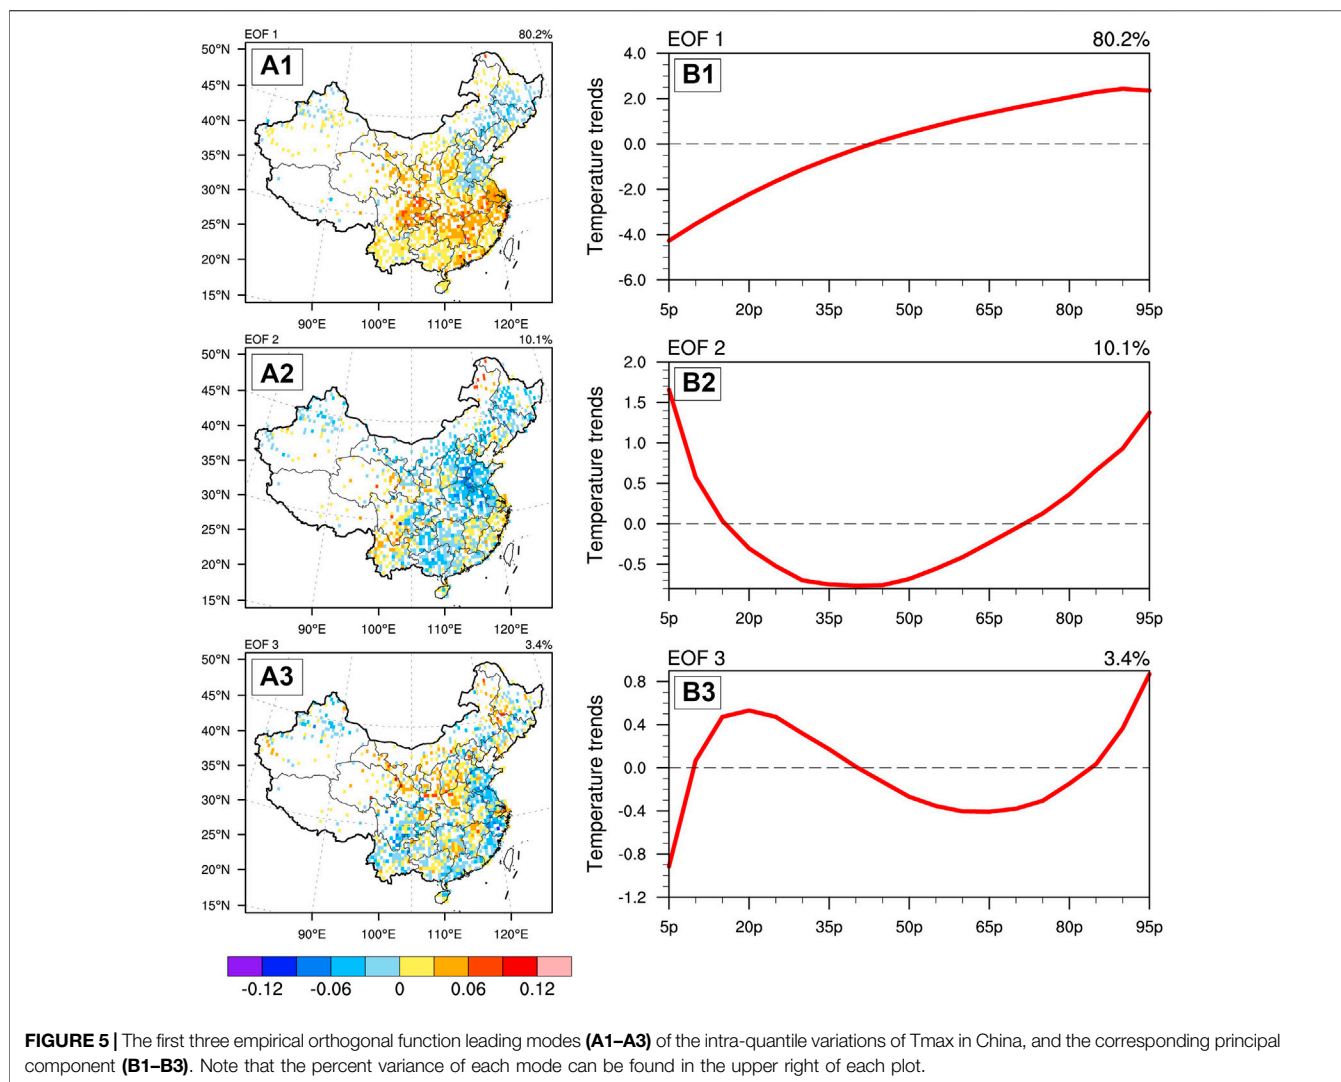 EOF 1 80.2%
A1
50°N
45°N
40°N
35°N
30°N
25°N
20°N
15°N
90°E 100°E 110°E 120°E
EOF 1 80.2%
B1
Temperature trends
4.0
2.0
0.0
-2.0
-4.0
-6.0
5p 20p 35p 50p 65p 80p 95p
EOF 2 10.1%
A2
50°N
45°N
40°N
35°N
30°N
25°N
20°N
15°N
90°E 100°E 110°E 120°E
EOF 2 10.1%
B2
Temperature trends
2.0
1.5
1.0
0.5
0.0
-0.5
5p 20p 35p 50p 65p 80p 95p
EOF 3 3.4%
A3
50°N
45°N
40°N
35°N
30°N
25°N
20°N
15°N
90°E 100°E 110°E 120°E
EOF 3 3.4%
B3
Temperature trends
0.8
0.4
0.0
-0.4
-0.8
-1.2
5p 20p 35p 50p 65p 80p 95p
-0.12 -0.06 0 0.06 0.12
FIGURE 5 | The first three empirical orthogonal function leading modes (A1–A3) of the intra-quantile variations of Tmax in China, and the corresponding principal
component (B1–B3). Note that the percent variance of each mode can be found in the upper right of each plot.